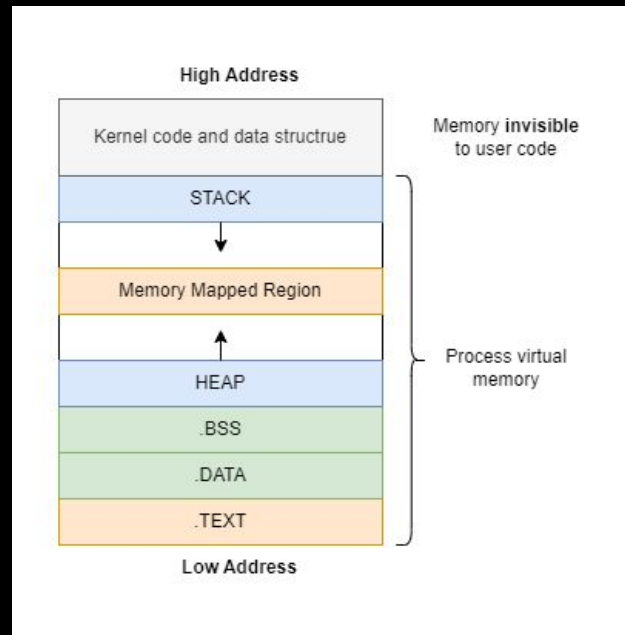 High Address
Kernel code and data structrue
Memory invisible
to user code
STACK
Memory Mapped Region
HEAP
Process virtual
memory
.BSS
.DATA
.TEXT
Low Address